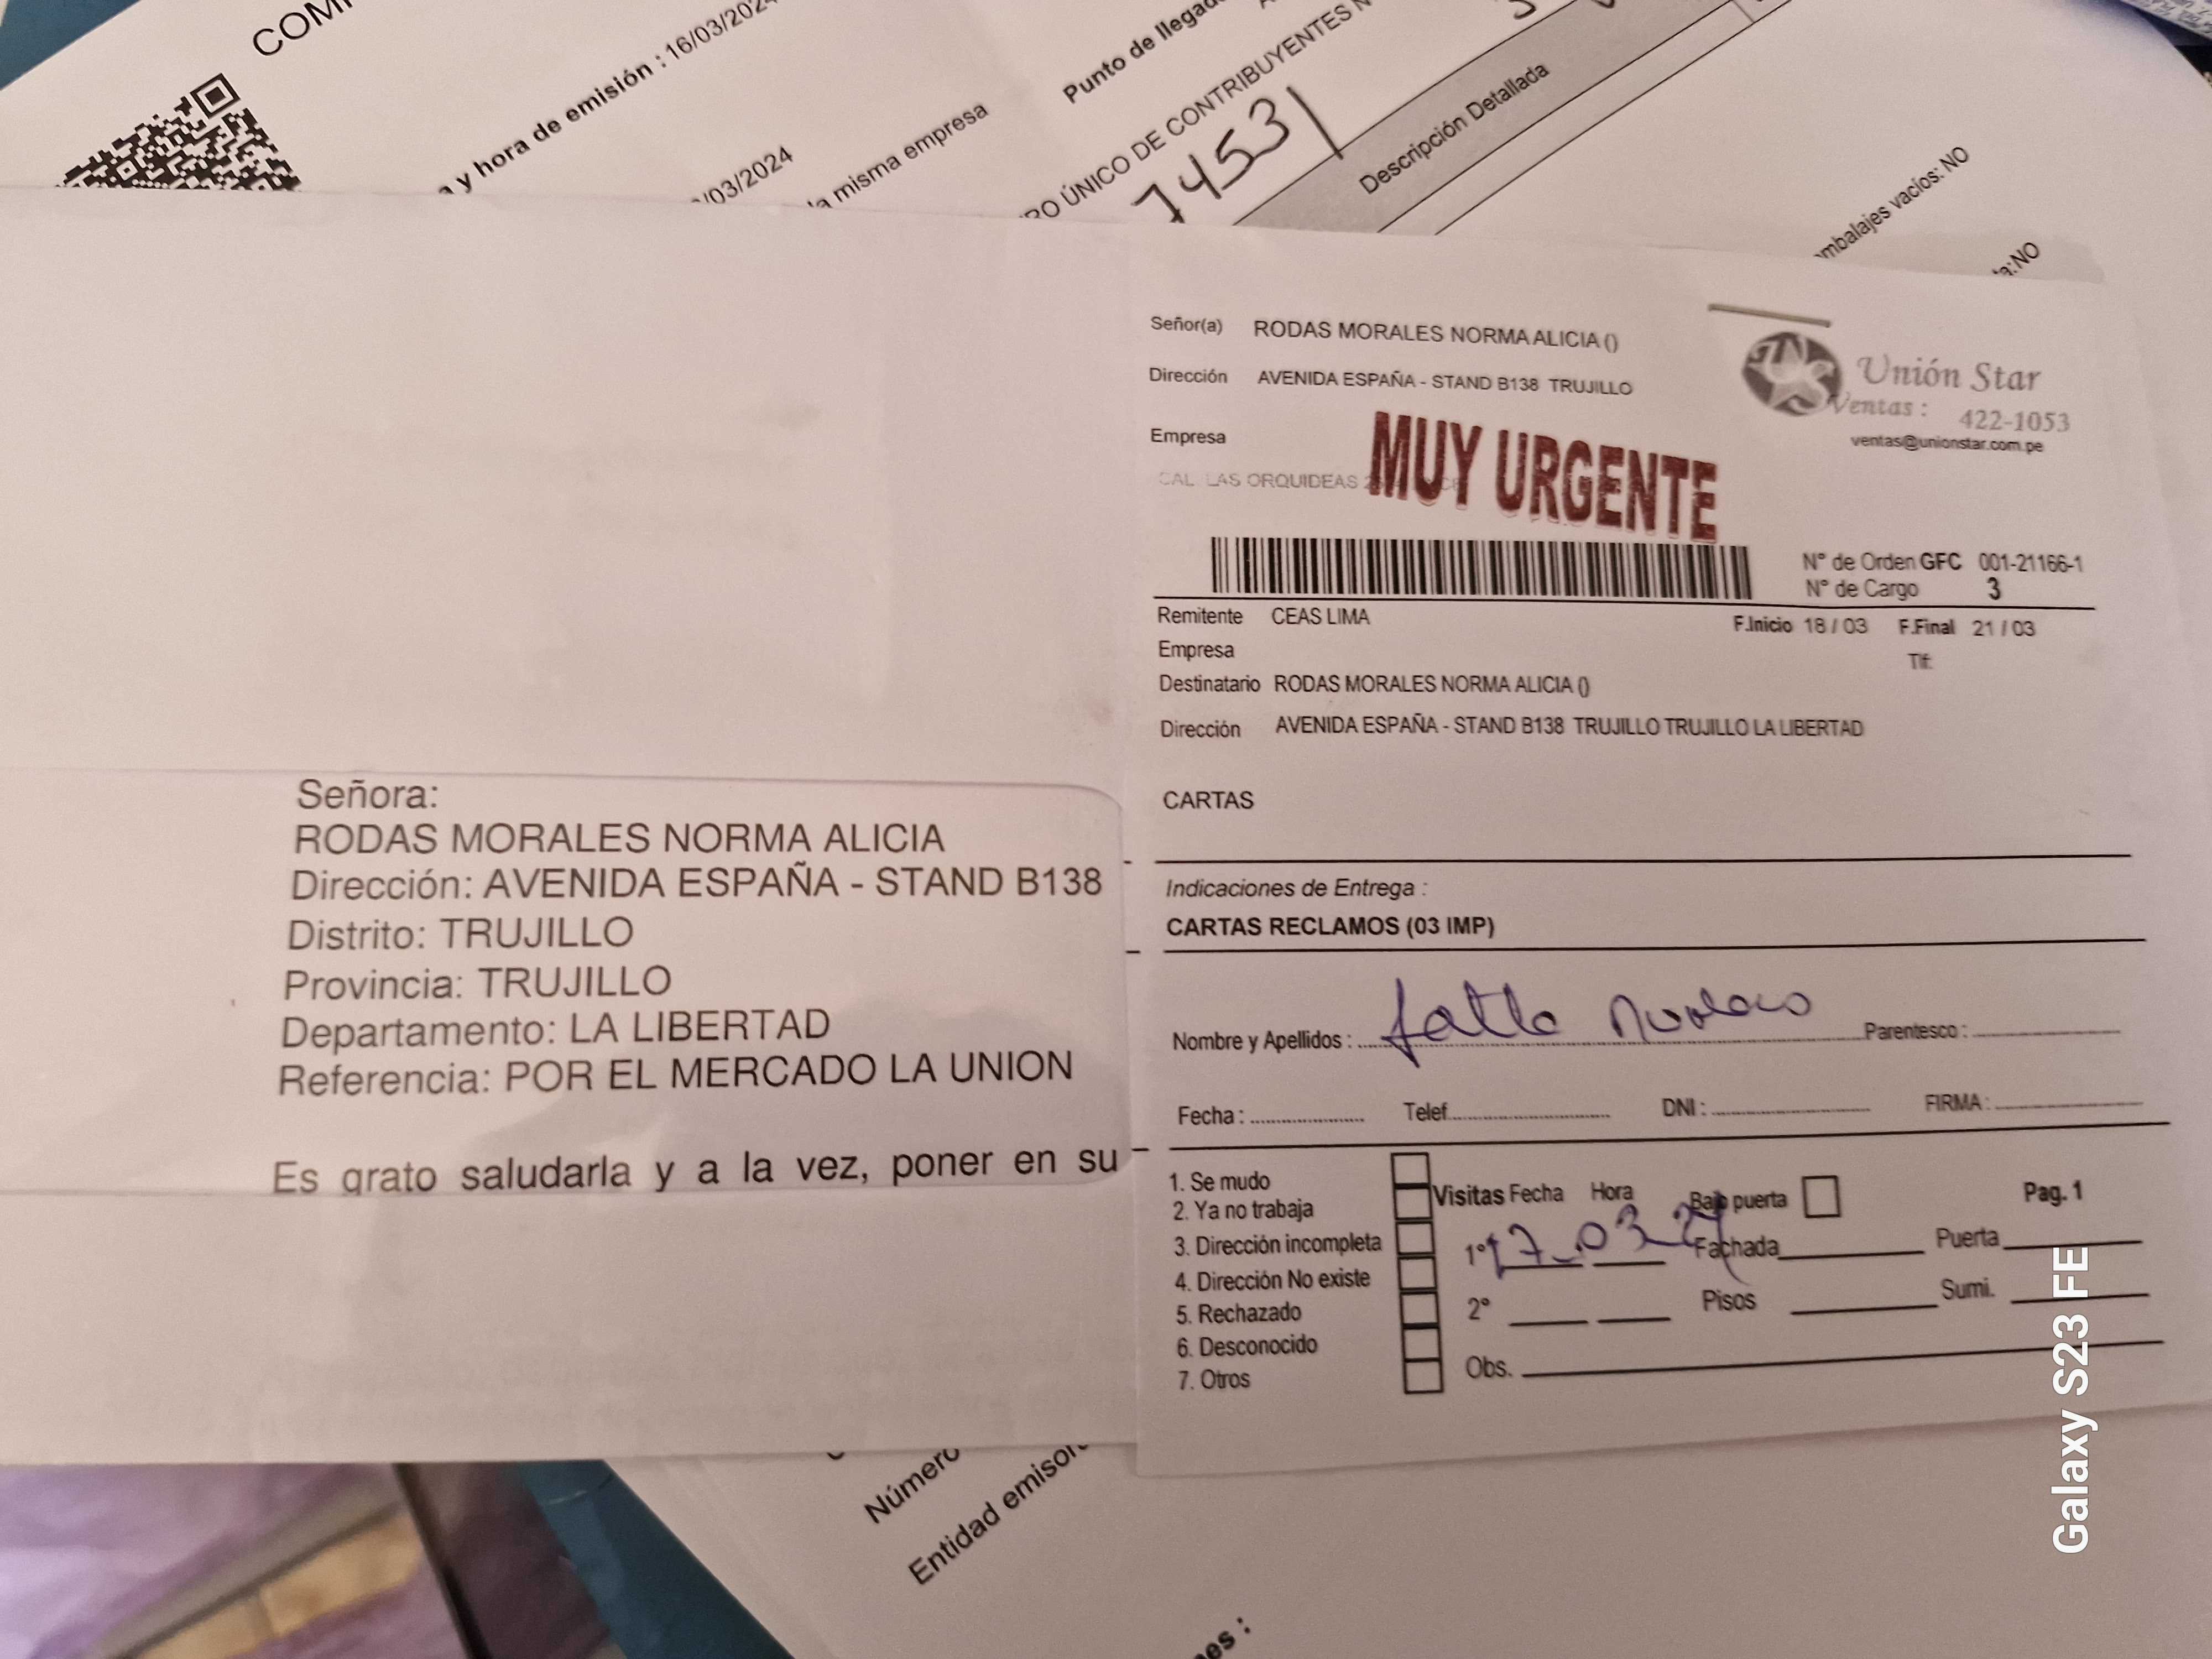 COM
y hora de emisión : 16/03/202
/03/2024
la misma empresa
Punto de llegad
RO ÚNICO DE CONTRIBUYENTES N
74531
Descripción Detallada
mbalajes vacíos: NO
a:NO
Señor(a) RODAS MORALES NORMA ALICIA ()
Dirección AVENIDA ESPAÑA - STAND B138 TRUJILLO
Empresa
CAL LAS ORQUIDEAS
MUY URGENTE
Unión Star
Ventas : 422-1053
ventas@unionstar.com.pe
N° de Orden GFC 001-21166-1
N° de Cargo 3
Remitente CEAS LIMA
F.Inicio 18 / 03 F.Final 21 / 03
Empresa
Tlf:
Destinatario RODAS MORALES NORMA ALICIA ()
Dirección AVENIDA ESPAÑA - STAND B138 TRUJILLO TRUJILLO LA LIBERTAD
CARTAS
Indicaciones de Entrega :
CARTAS RECLAMOS (03 IMP)
Nombre y Apellidos : Parentesco :
Fecha : Telef. DNI : FIRMA :
1. Se mudo
2. Ya no trabaja
3. Dirección incompleta
4. Dirección No existe
5. Rechazado
6. Desconocido
7. Otros
Visitas Fecha Hora Bajo puerta Pag. 1
1° 17-03-24 Fachada Puerta
2° Pisos Sumi.
Obs.
Señora:
RODAS MORALES NORMA ALICIA
Dirección: AVENIDA ESPAÑA - STAND B138
Distrito: TRUJILLO
Provincia: TRUJILLO
Departamento: LA LIBERTAD
Referencia: POR EL MERCADO LA UNION
Es grato saludarla y a la vez, poner en su
Número
Entidad emisor
nes :
Galaxy S23 FE